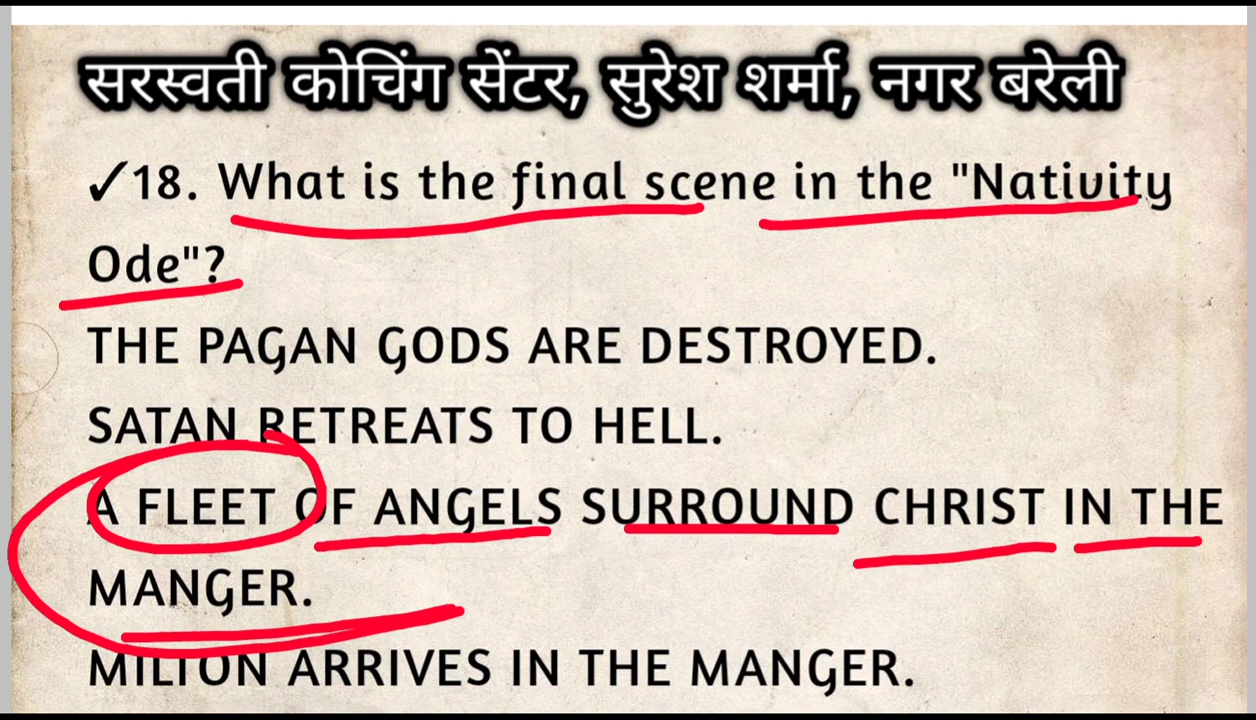 सरस्वती कोचिंग सेंटर, सुरेश शर्मा, नगर बरेली
✓18. What is the final scene in the "Nativity
Ode"?
THE PAGAN GODS ARE DESTROYED.
SATAN RETREATS TO HELL.
A FLEET OF ANGELS SURROUND CHRIST IN THE
MANGER.
MILTON ARRIVES IN THE MANGER.